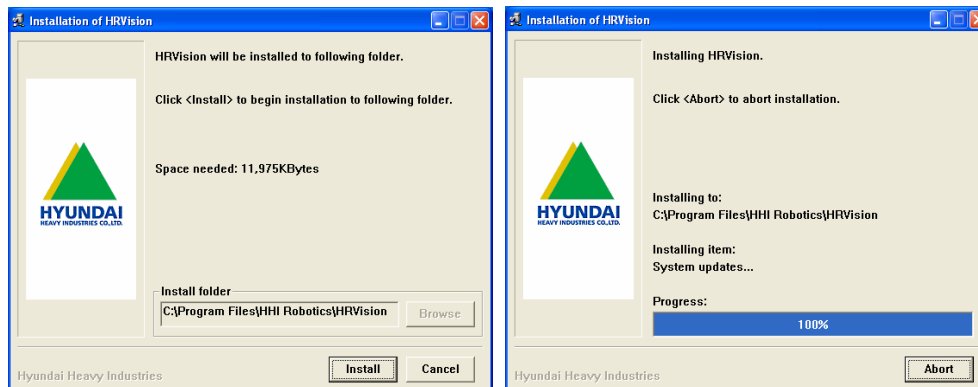 Installation of HRVision
HRVision will be installed to following folder.
Click <Install> to begin installation to following folder.
Space needed: 11,975KBytes
HYUNDAI
HEAVY INDUSTRIES CO.,LTD.
Install folder
C:\Program Files\HHI Robotics\HRVision
Browse
Hyundai Heavy Industries
Install
Cancel
Installation of HRVision
Installing HRVision.
Click <Abort> to abort installation.
HYUNDAI
HEAVY INDUSTRIES CO.,LTD.
Installing to:
C:\Program Files\HHI Robotics\HRVision
Installing item:
System updates...
Progress:
100%
Hyundai Heavy Industries
Abort